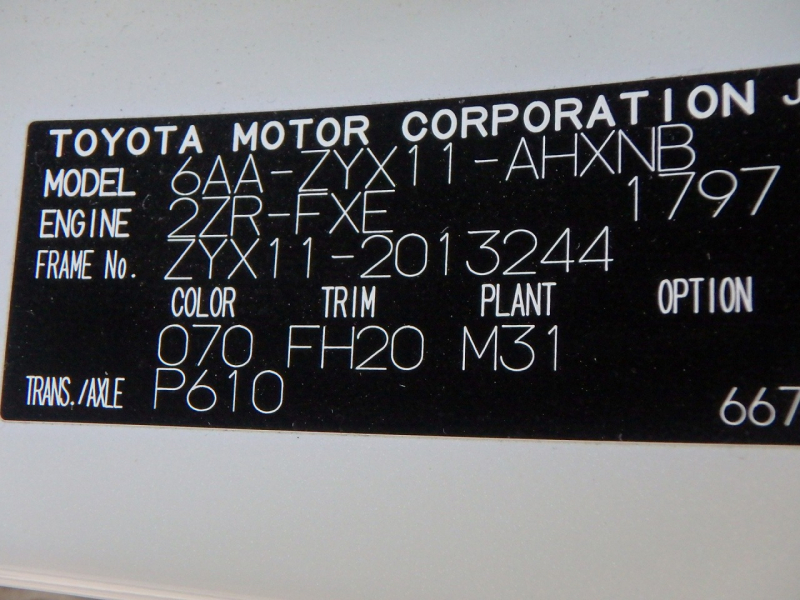 TOYOTA MOTOR CORPORATION J
MODEL 6AA-ZYX11-AHXNB
ENGINE 2ZR-FXE 1797
FRAME No. ZYX11-2013244
COLOR TRIM PLANT OPTION
070 FH20 M31
TRANS./AXLE P610
667